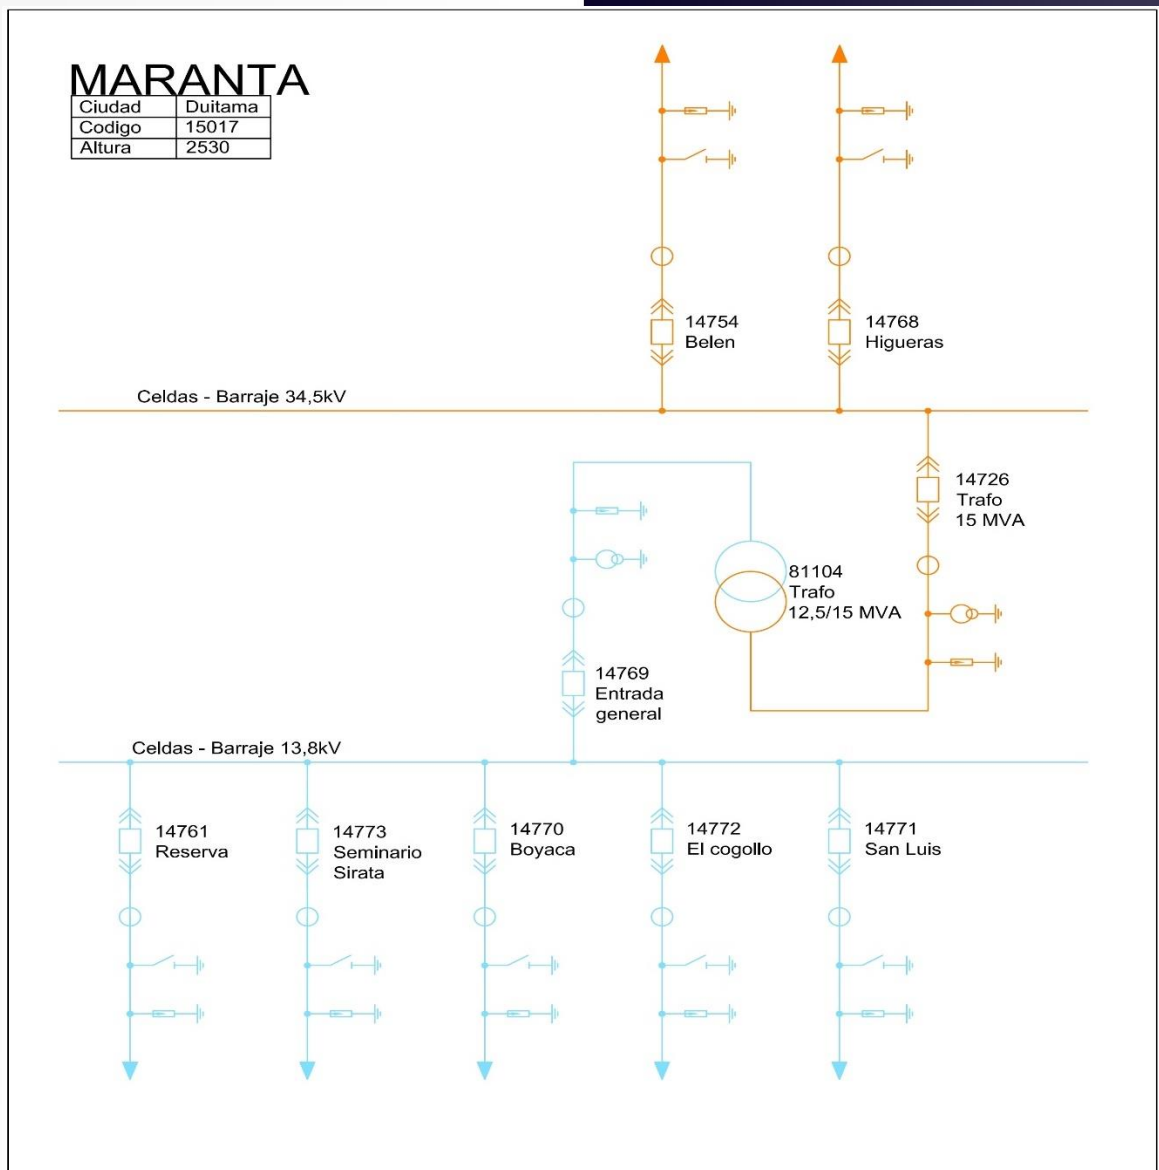 MARANTA
Ciudad Duitama
Codigo 15017
Altura 2530
14754
Belen
14768
Higueras
Celdas - Barraje 34,5kV
14726
Trafo
15 MVA
81104
Trafo
12,5/15 MVA
14769
Entrada
general
Celdas - Barraje 13,8kV
14761
Reserva
14773
Seminario
Sirata
14770
Boyaca
14772
El cogollo
14771
San Luis